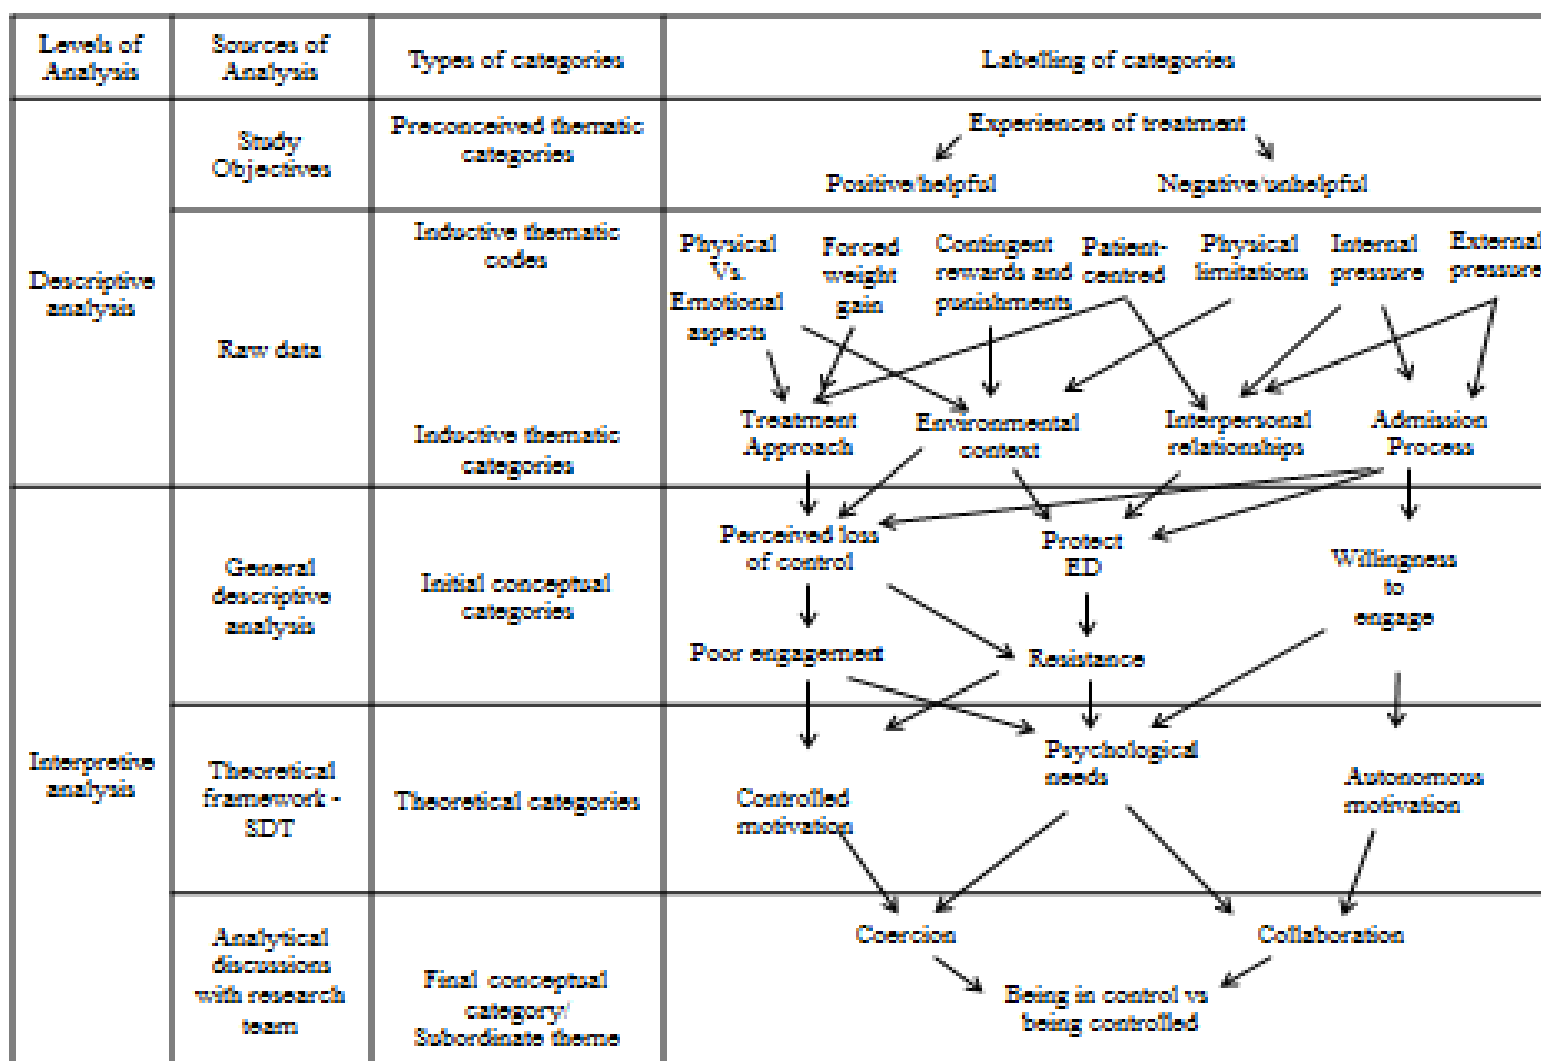 Levels of
Analysis
Sources of
Analysis
Types of categories
Labelling of categories
Descriptive
analysis
Study
Objectives
Preconceived thematic
categories
Experiences of treatment
Positive/helpful
Negative/unhelpful
Raw data
Inductive thematic
codes
Physical
Vs.
Emotional
aspects
Forced
weight
gain
Contingent
rewards and
punishments
Patient-
centred
Physical
limitations
Internal
pressure
External
pressure
Inductive thematic
categories
Treatment
Approach
Environmental
context
Interpersonal
relationships
Admission
Process
Interpretive
analysis
General
descriptive
analysis
Initial conceptual
categories
Perceived loss
of control
Protect
ED
Willingness
to
engage
Poor engagement
Resistance
Theoretical
framework -
SDT
Theoretical categories
Controlled
motivation
Psychological
needs
Autonomous
motivation
Analytical
discussions
with research
team
Final conceptual
category/
Subordinate theme
Coercion
Collaboration
Being in control vs
being controlled